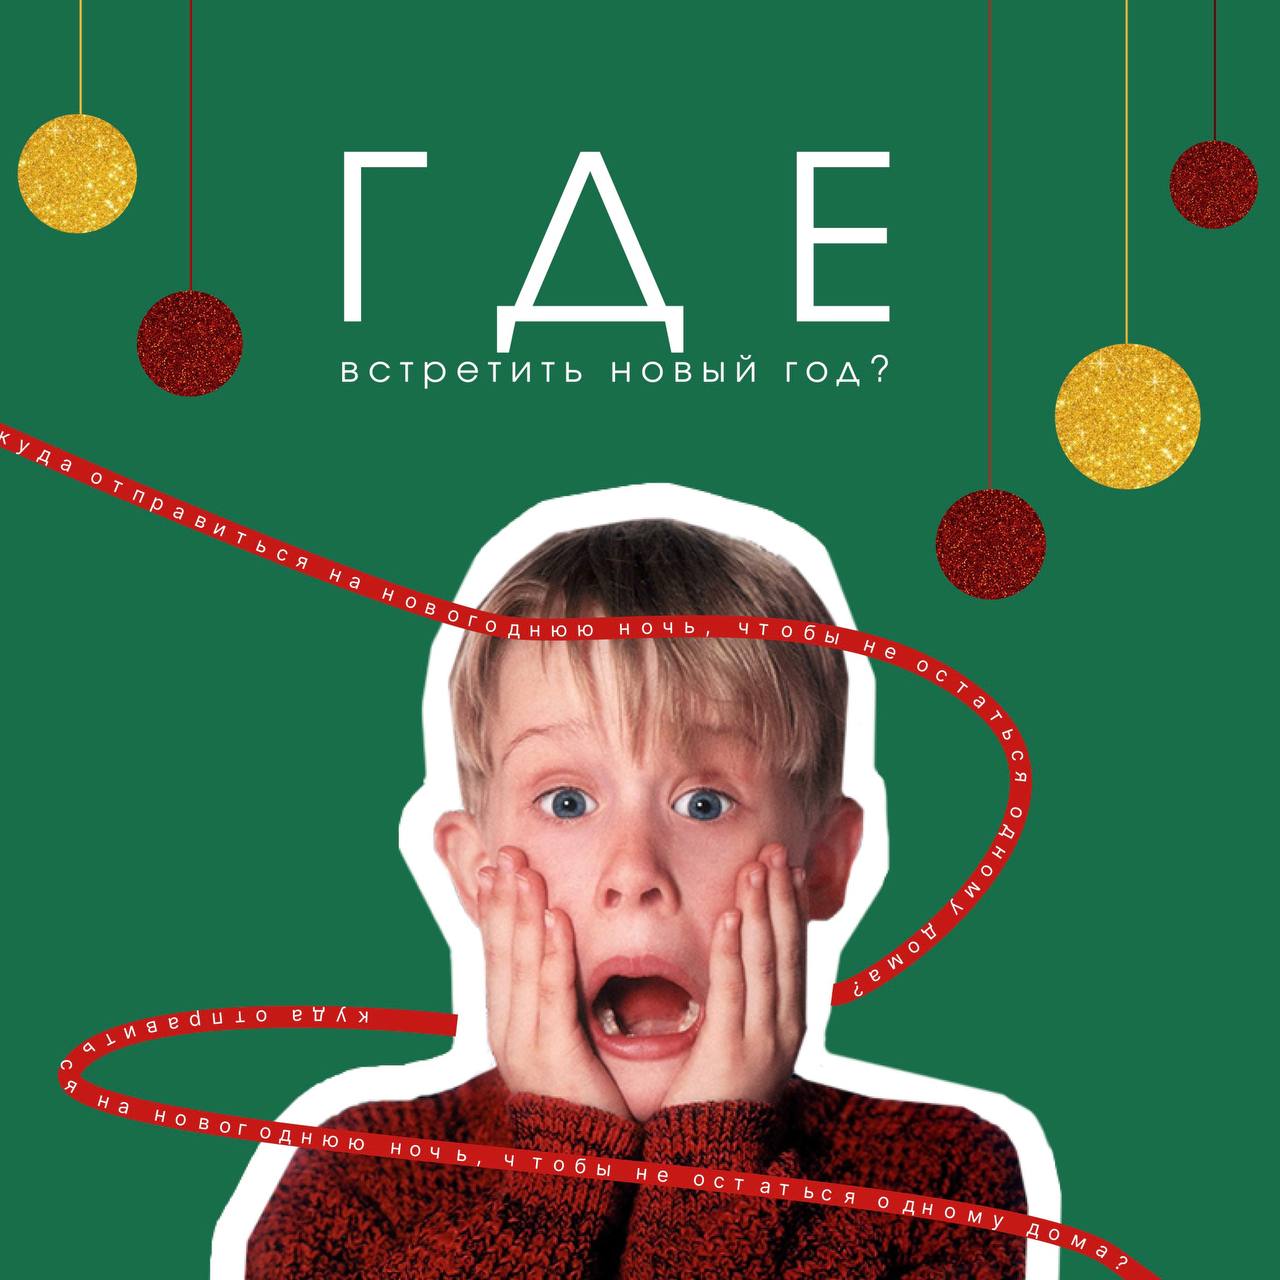 ГДЕ
встретить новый год?
куда отправиться на новогоднюю ночь, чтобы не остаться одному дома?
куда отправиться на новогоднюю ночь, чтобы не остаться одному дома?